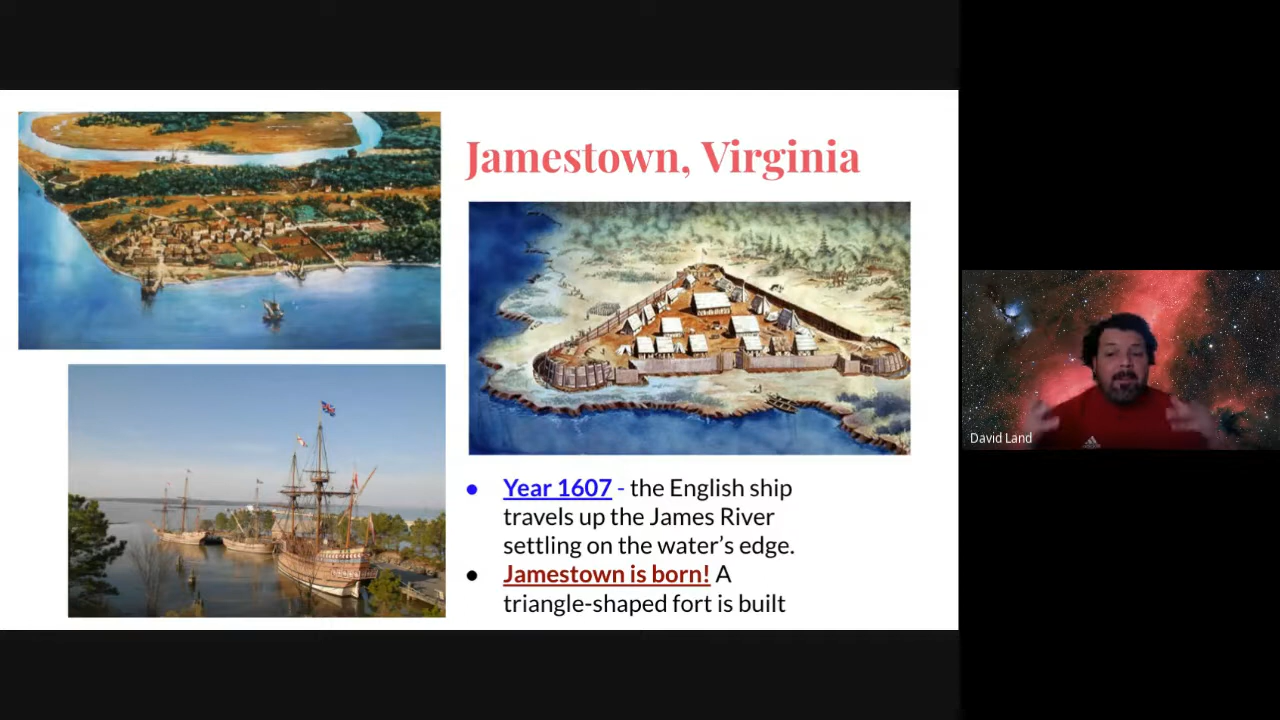 Jamestown, Virginia
● Year 1607 - the English ship
travels up the James River
settling on the water’s edge.
● Jamestown is born! A
triangle-shaped fort is built
David Land